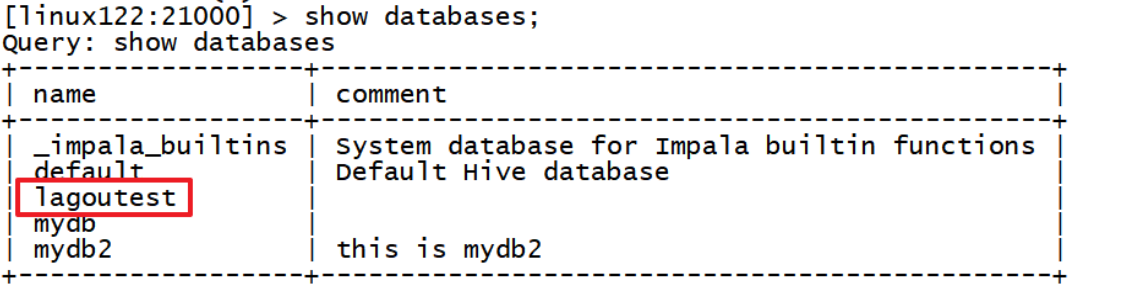 [linux122:21000] > show databases;
Query: show databases
+------------------+----------------------------------------------+
| name             | comment                                      |
+------------------+----------------------------------------------+
| _impala_builtins | System database for Impala builtin functions |
| default          | Default Hive database                        |
| lagoutest        |                                              |
| mydb             |                                              |
| mydb2            | this is mydb2                                |
+------------------+----------------------------------------------+